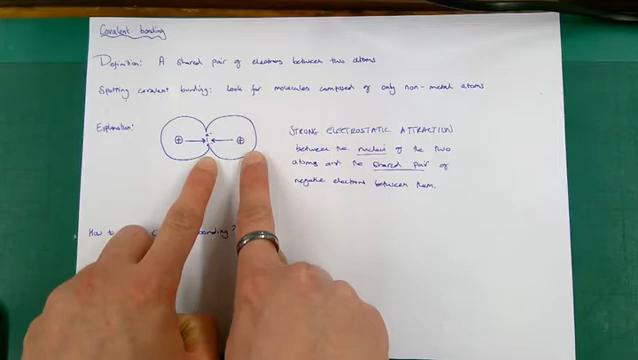 Covalent bonding
Definition: A shared pair of electrons between two atoms
Spotting covalent bonding: Look for molecules composed of only non-metal atoms
Explanation:
+ +
STRONG ELECTROSTATIC ATTRACTION
between the nuclei of the two
atoms and the shared pair of
negative electrons between them.
How to bonding?